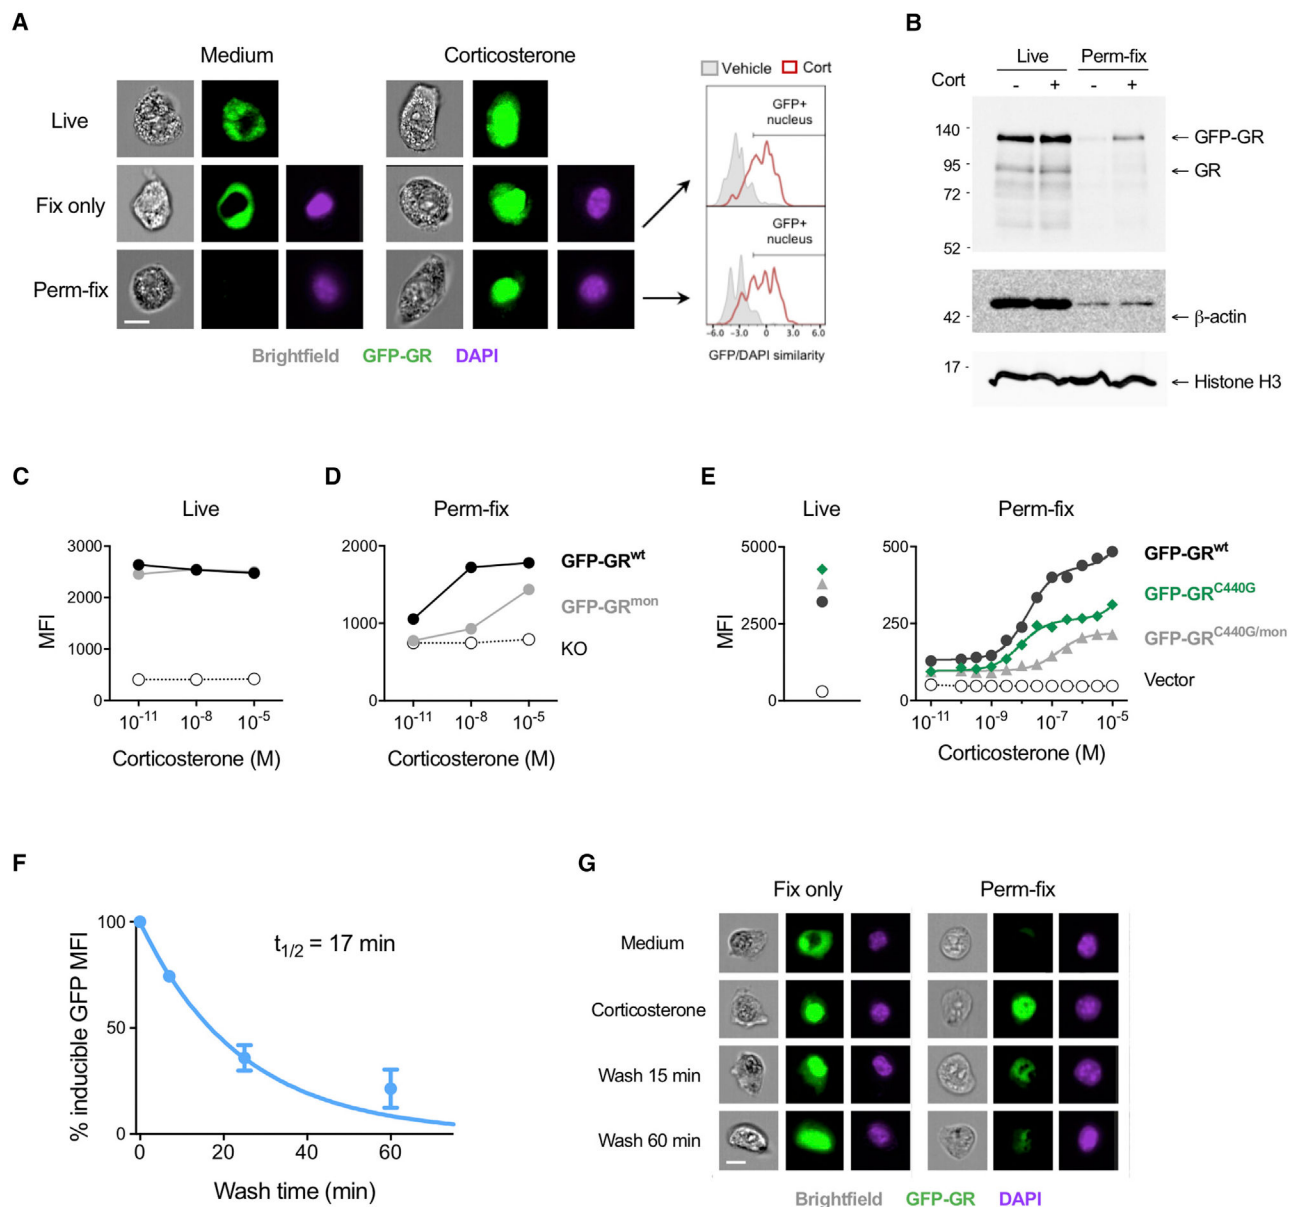 A
Medium
Corticosterone
Live
Fix only
Perm-fix
Brightfield GFP-GR DAPI
Vehicle Cort
GFP+
nucleus
GFP+
nucleus
-6.0 -3.0 0 3.0 6.0
GFP/DAPI similarity
B
Live Perm-fix
Cort - + - +
140 - ← GFP-GR
95 - ← GR
72 -
52 -
42 - ← β-actin
17 - ← Histone H3
C
Live
3000
2000
1000
0
MFI
10⁻¹¹ 10⁻⁸ 10⁻⁵
Corticosterone (M)
D
Perm-fix
2000
1000
0
10⁻¹¹ 10⁻⁸ 10⁻⁵
Corticosterone (M)
GFP-GRʷᵗ
GFP-GRᵐᵒⁿ
KO
E
Live
5000
2500
0
MFI
Perm-fix
500
250
0
10⁻¹¹ 10⁻⁹ 10⁻⁷ 10⁻⁵
Corticosterone (M)
GFP-GRʷᵗ
GFP-GR^C440G
GFP-GR^C440G/mon
Vector
F
% inducible GFP MFI
100
50
0
t₁/₂ = 17 min
0 20 40 60
Wash time (min)
G
Fix only Perm-fix
Medium
Corticosterone
Wash 15 min
Wash 60 min
Brightfield GFP-GR DAPI